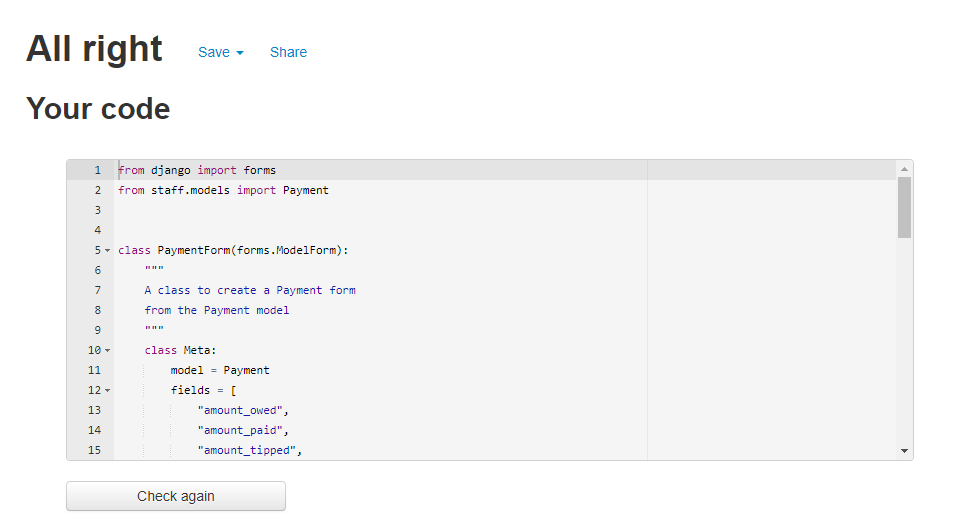 All right Save Share
Your code
1 from django import forms
2 from staff.models import Payment
3
4
5 class PaymentForm(forms.ModelForm):
6 """
7 A class to create a Payment form
8 from the Payment model
9 """
10 class Meta:
11 model = Payment
12 fields = [
13 "amount_owed",
14 "amount_paid",
15 "amount_tipped",
Check again